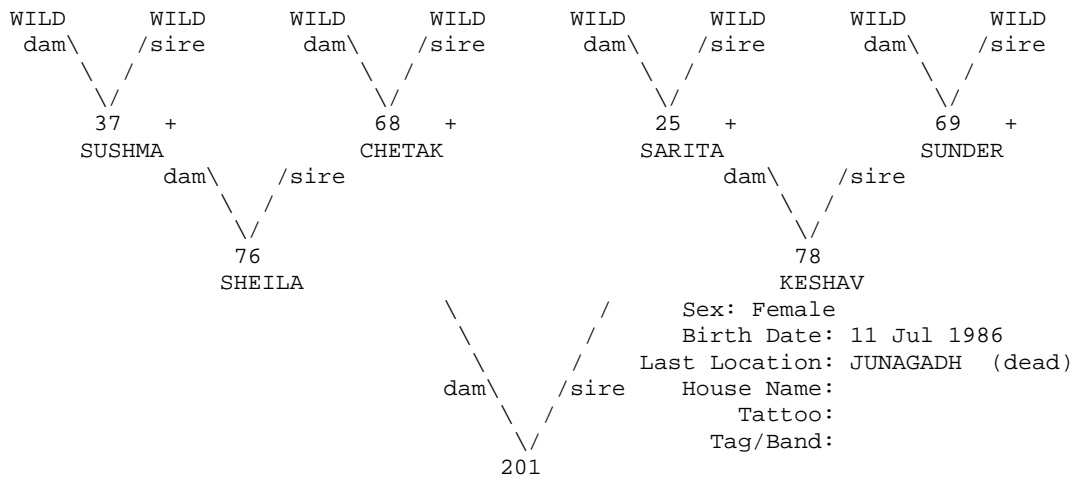 WILD WILD WILD WILD WILD WILD WILD WILD
dam\ /sire dam\ /sire dam\ /sire dam\ /sire
\ / \ / \ / \ /
\/ \/ \/ \/
37 + 68 + 25 + 69 +
SUSHMA CHETAK SARITA SUNDER
dam\ /sire dam\ /sire
\ / \ /
\/ \/
76 78
SHEILA KESHAV
\ / Sex: Female
\ / Birth Date: 11 Jul 1986
\ / Last Location: JUNAGADH (dead)
dam\ /sire House Name:
\ / Tattoo:
\/ Tag/Band:
201